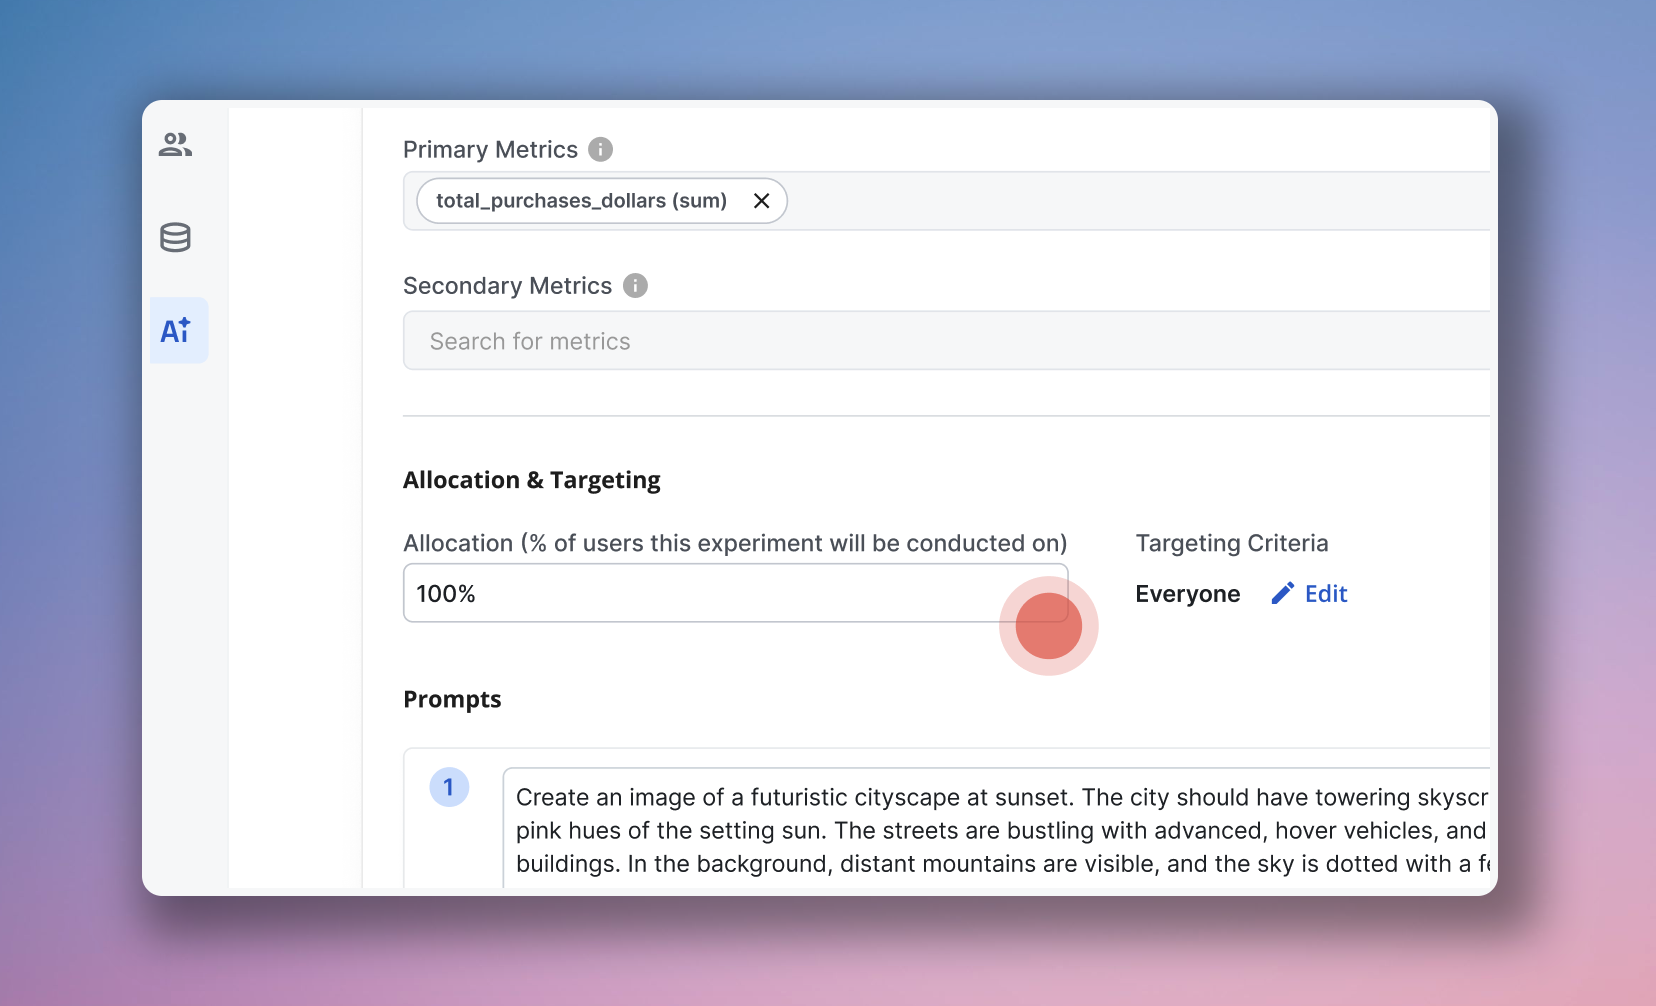 Primary Metrics
total_purchases_dollars (sum)
Secondary Metrics
Search for metrics
Ai
Allocation & Targeting
Allocation (% of users this experiment will be conducted on)
Targeting Criteria
100%
Everyone
Edit
Prompts
1
Create an image of a futuristic cityscape at sunset. The city should have towering skyscr
pink hues of the setting sun. The streets are bustling with advanced, hover vehicles, and
buildings. In the background, distant mountains are visible, and the sky is dotted with a fe